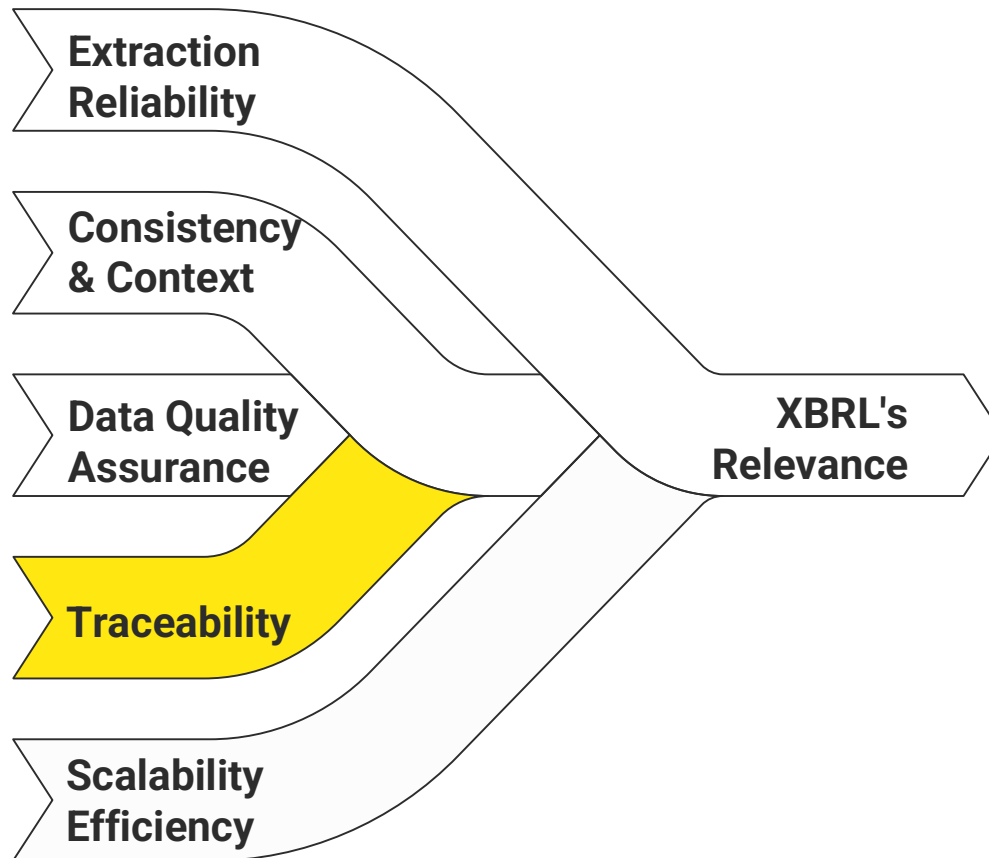 Extraction
Reliability
Consistency
& Context
Data Quality
Assurance
XBRL's
Relevance
Traceability
Scalability
Efficiency